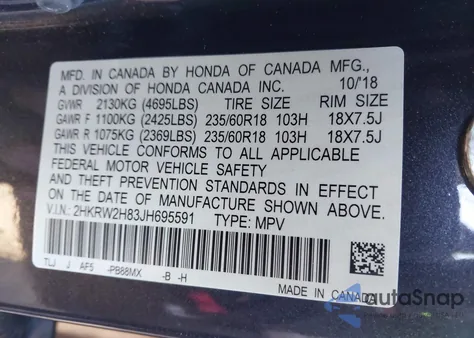 MFD. IN CANADA BY HONDA OF CANADA MFG.,
A DIVISION OF HONDA CANADA INC. 10/'18
GVWR 2130KG (4695LBS) TIRE SIZE RIM SIZE
GAWR F 1100KG (2425LBS) 235/60R18 103H 18X7.5J
GAWR R 1075KG (2369LBS) 235/60R18 103H 18X7.5J
THIS VEHICLE CONFORMS TO ALL APPLICABLE
FEDERAL MOTOR VEHICLE SAFETY
AND THEFT PREVENTION STANDARDS IN EFFECT
ON THE DATE OF MANUFACTURE SHOWN ABOVE.
V.I.N.: 2HKRW2H83JH695591 TYPE: MPV
TLJ J AF5 -PB88MX -B -H
MADE IN CANADA
autoSnap